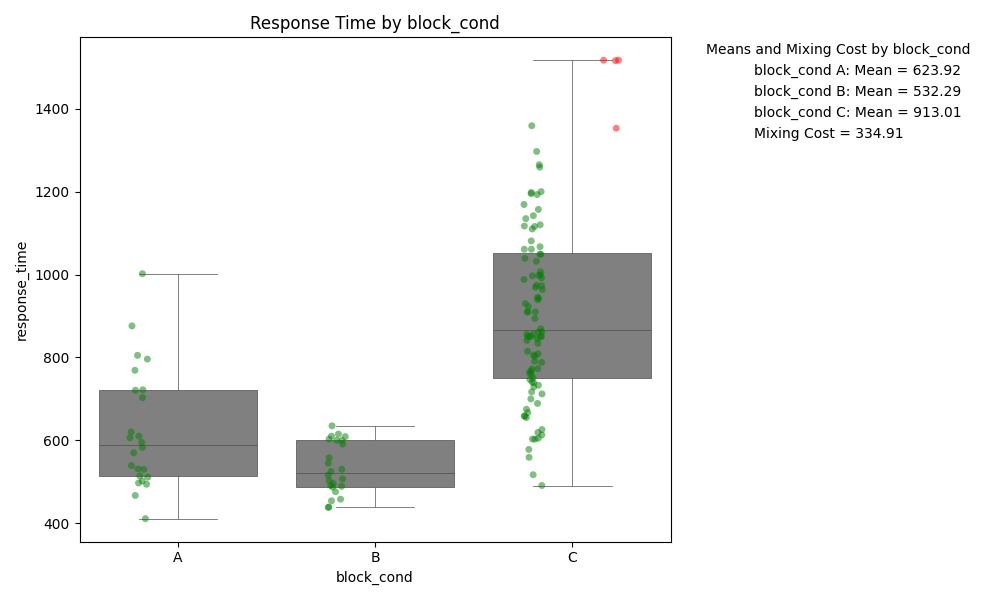 Response Time by block_cond
Means and Mixing Cost by block_cond
block_cond A: Mean = 623.92
block_cond B: Mean = 532.29
block_cond C: Mean = 913.01
Mixing Cost = 334.91
response_time
1400
1200
1000
800
600
400
A
B
C
block_cond